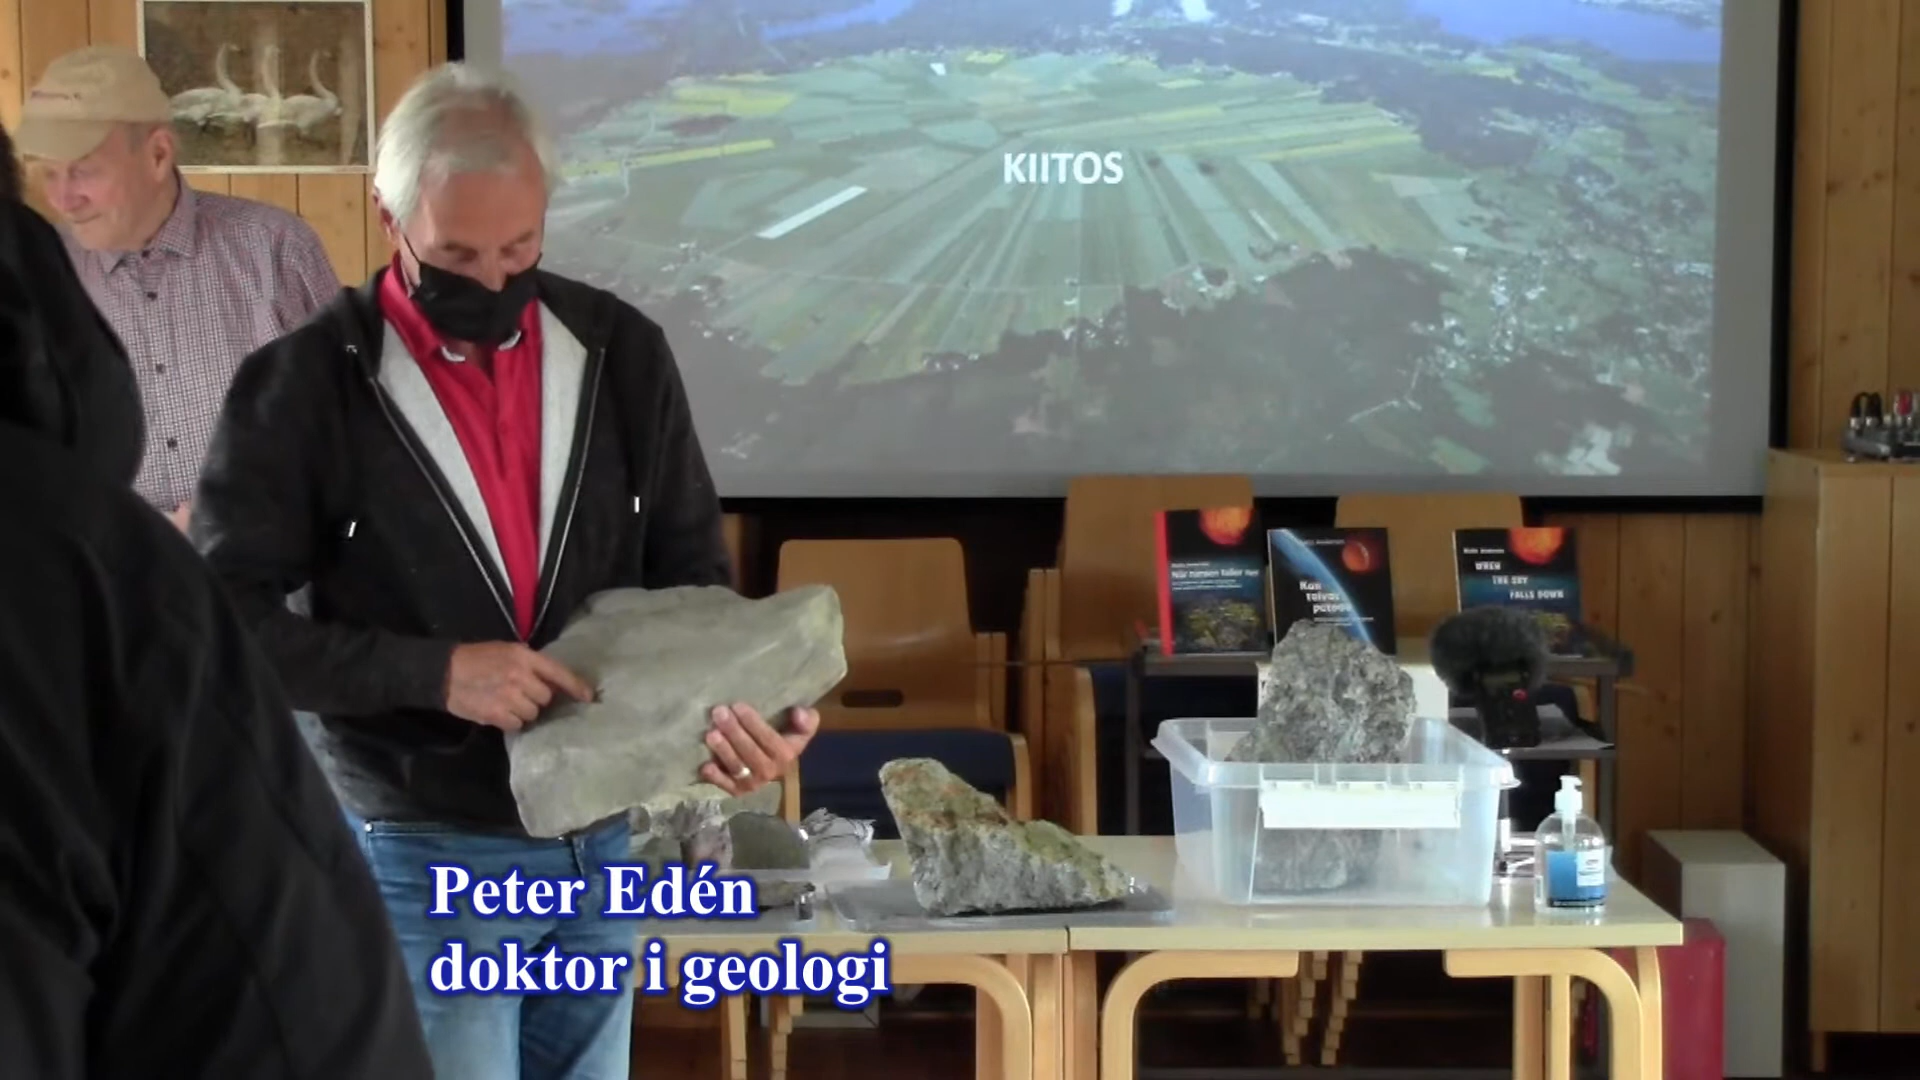 KIITOS
När himlen faller ner
Kun
taivas
putoaa
WHEN
THE SKY
FALLS DOWN
Peter Edén
doktor i geologi